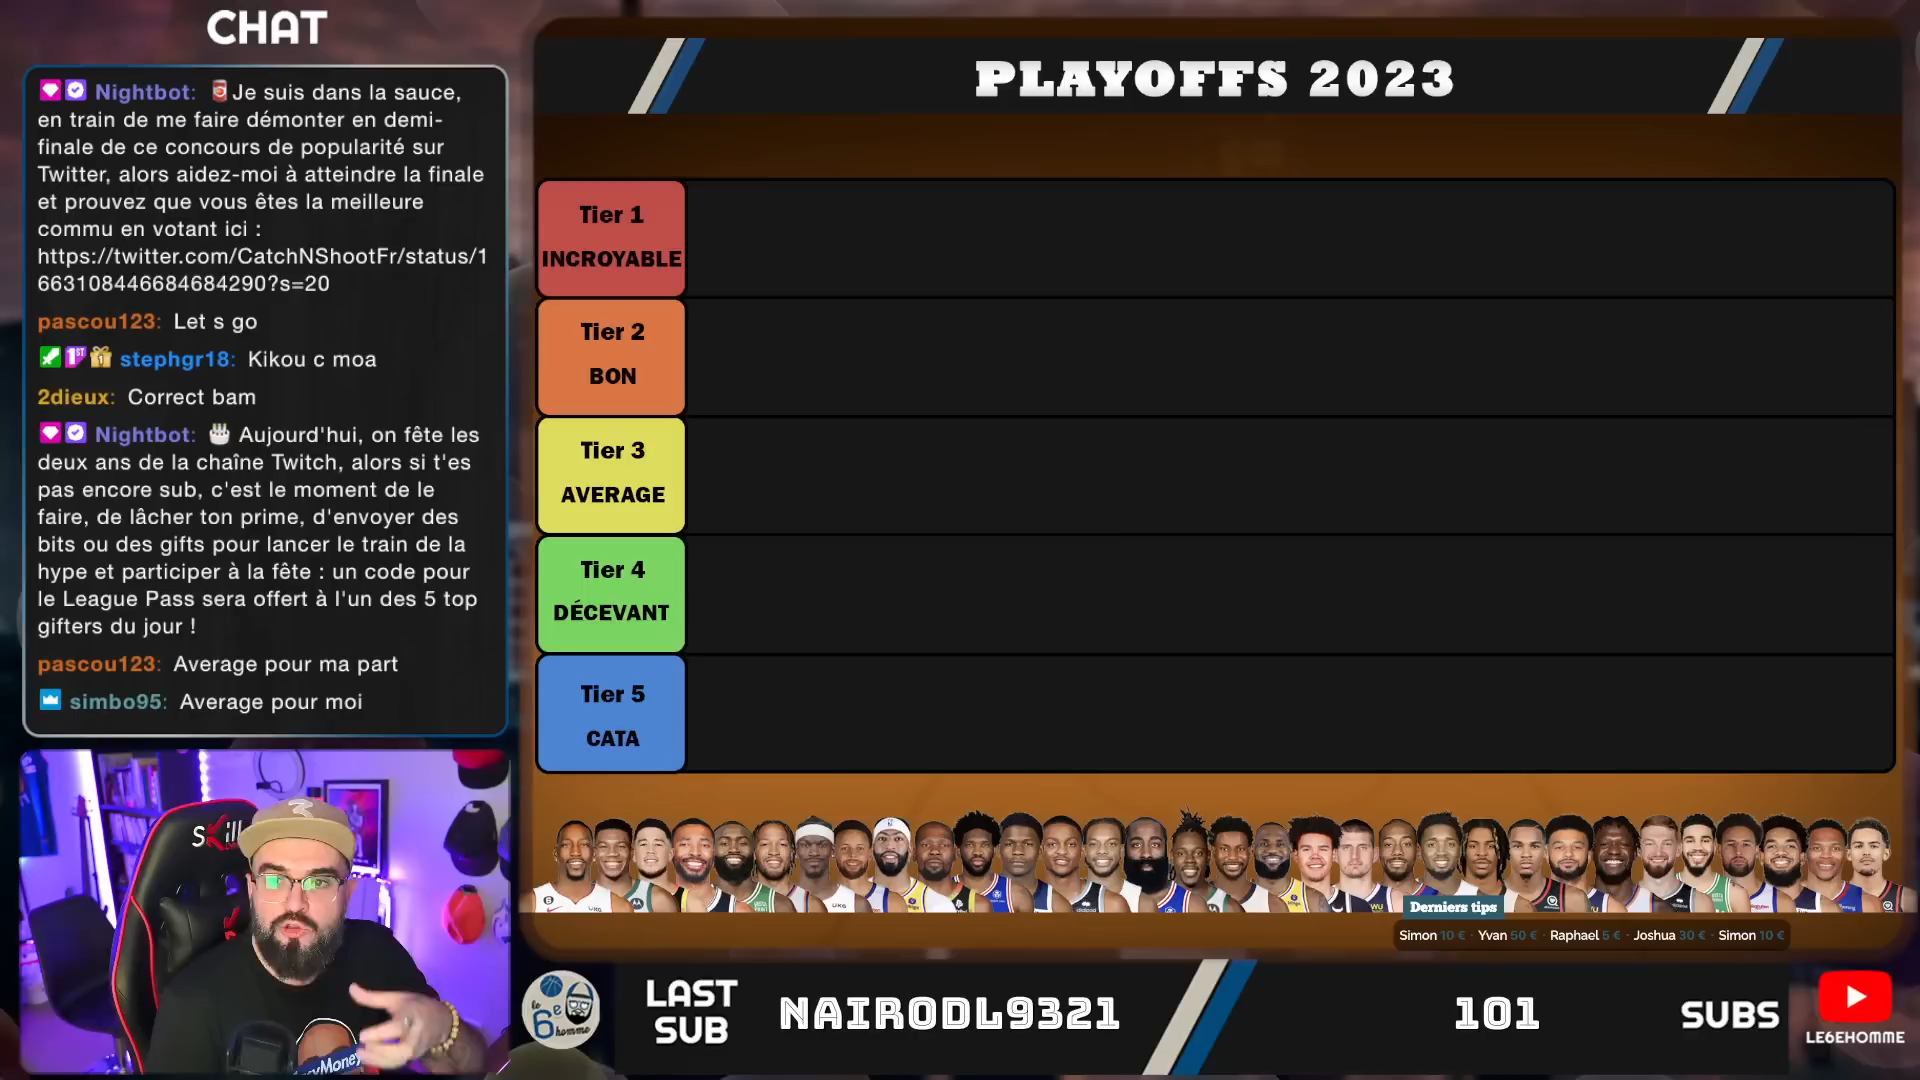 CHAT
Nightbot: Je suis dans la sauce,
en train de me faire démonter en demi-
finale de ce concours de popularité sur
Twitter, alors aidez-moi à atteindre la finale
et prouvez que vous êtes la meilleure
commu en votant ici :
https://twitter.com/CatchNShootFr/status/1
663108446684684290?s=20
pascou123: Let s go
stephgr18: Kikou c moa
2dieux: Correct bam
Nightbot: Aujourd'hui, on fête les
deux ans de la chaîne Twitch, alors si t'es
pas encore sub, c'est le moment de le
faire, de lâcher ton prime, d'envoyer des
bits ou des gifts pour lancer le train de la
hype et participer à la fête : un code pour
le League Pass sera offert à l'un des 5 top
gifters du jour !
pascou123: Average pour ma part
simbo95: Average pour moi
PLAYOFFS 2023
Tier 1
INCROYABLE
Tier 2
BON
Tier 3
AVERAGE
Tier 4
DÉCEVANT
Tier 5
CATA
Derniers tips
Simon 10 € · Yvan 50 € · Raphael 5 € · Joshua 30 € · Simon 10 €
Skill
le 6e homme
LAST
SUB
NAIRODL9321
101
SUBS
LE6EHOMME